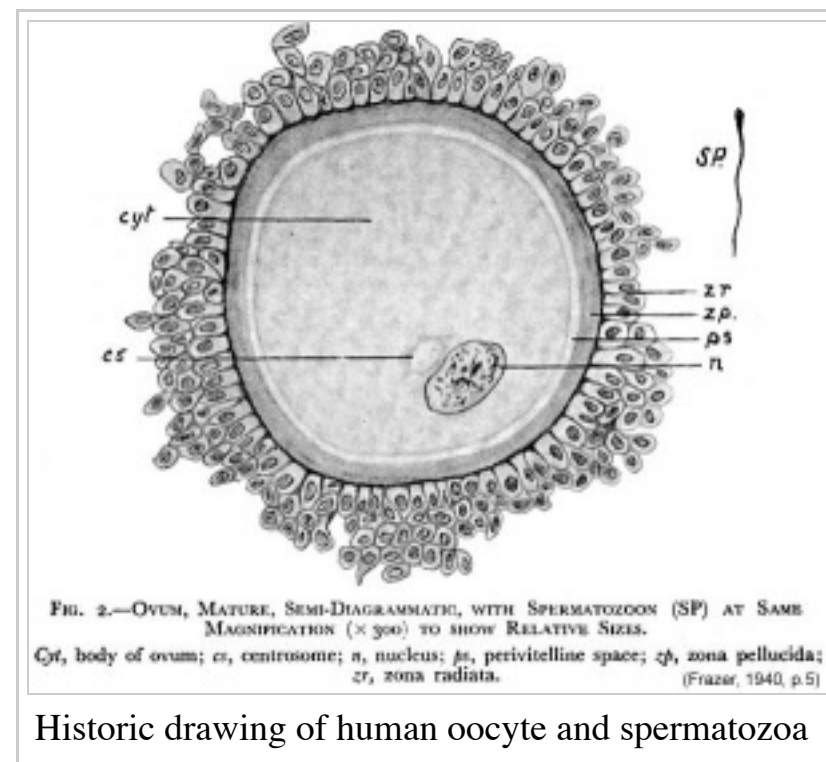 SP.
cyt
zr
zp.
ps
cs
n
FIG. 2.—OVUM, MATURE, SEMI-DIAGRAMMATIC, WITH SPERMATOZOON (SP) AT SAME
MAGNIFICATION (× 300) TO SHOW RELATIVE SIZES.
Cyt, body of ovum; cs, centrosome; n, nucleus; ps, perivitelline space; zp, zona pellucida;
zr, zona radiata.
(Frazer, 1940, p.5)
Historic drawing of human oocyte and spermatozoa